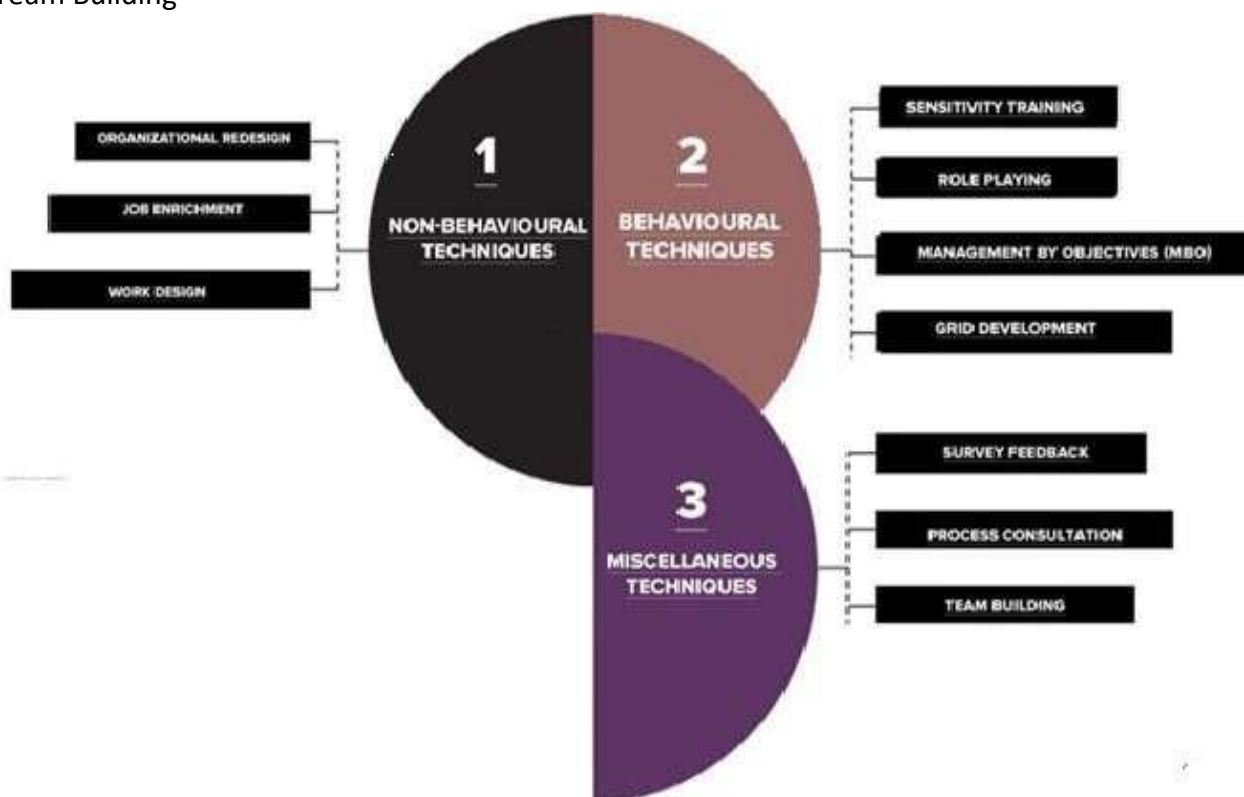 Team Building
ORGANIZATIONAL REDESIGN
JOB ENRICHMENT
WORK DESIGN
1
NON-BEHAVIOURAL
TECHNIQUES
2
BEHAVIOURAL
TECHNIQUES
SENSITIVITY TRAINING
ROLE PLAYING
MANAGEMENT BY OBJECTIVES (MBO)
GRID DEVELOPMENT
3
MISCELLANEOUS
TECHNIQUES
SURVEY FEEDBACK
PROCESS CONSULTATION
TEAM BUILDING